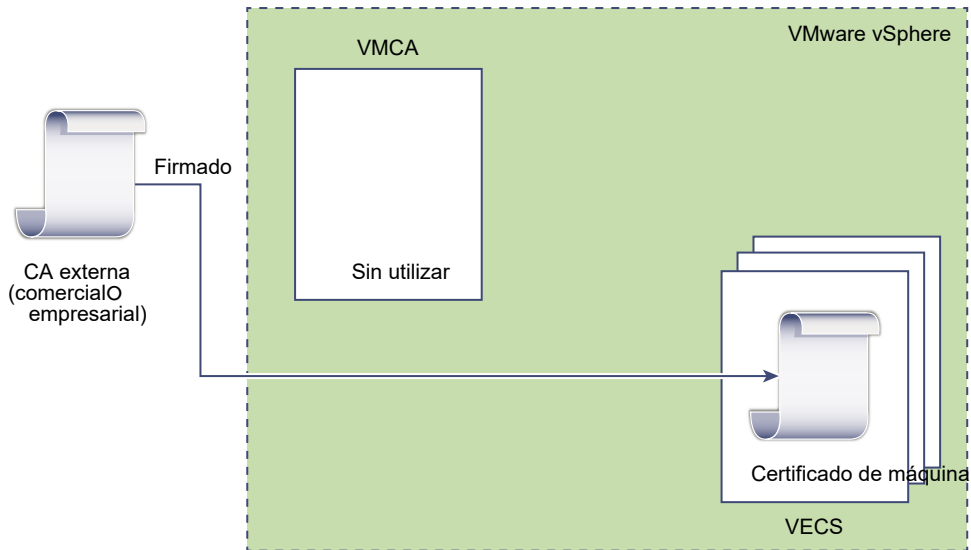 VMware vSphere
VMCA
Firmado
CA externa
(comercialO
empresarial)
Sin utilizar
Certificado de máquina
VECS